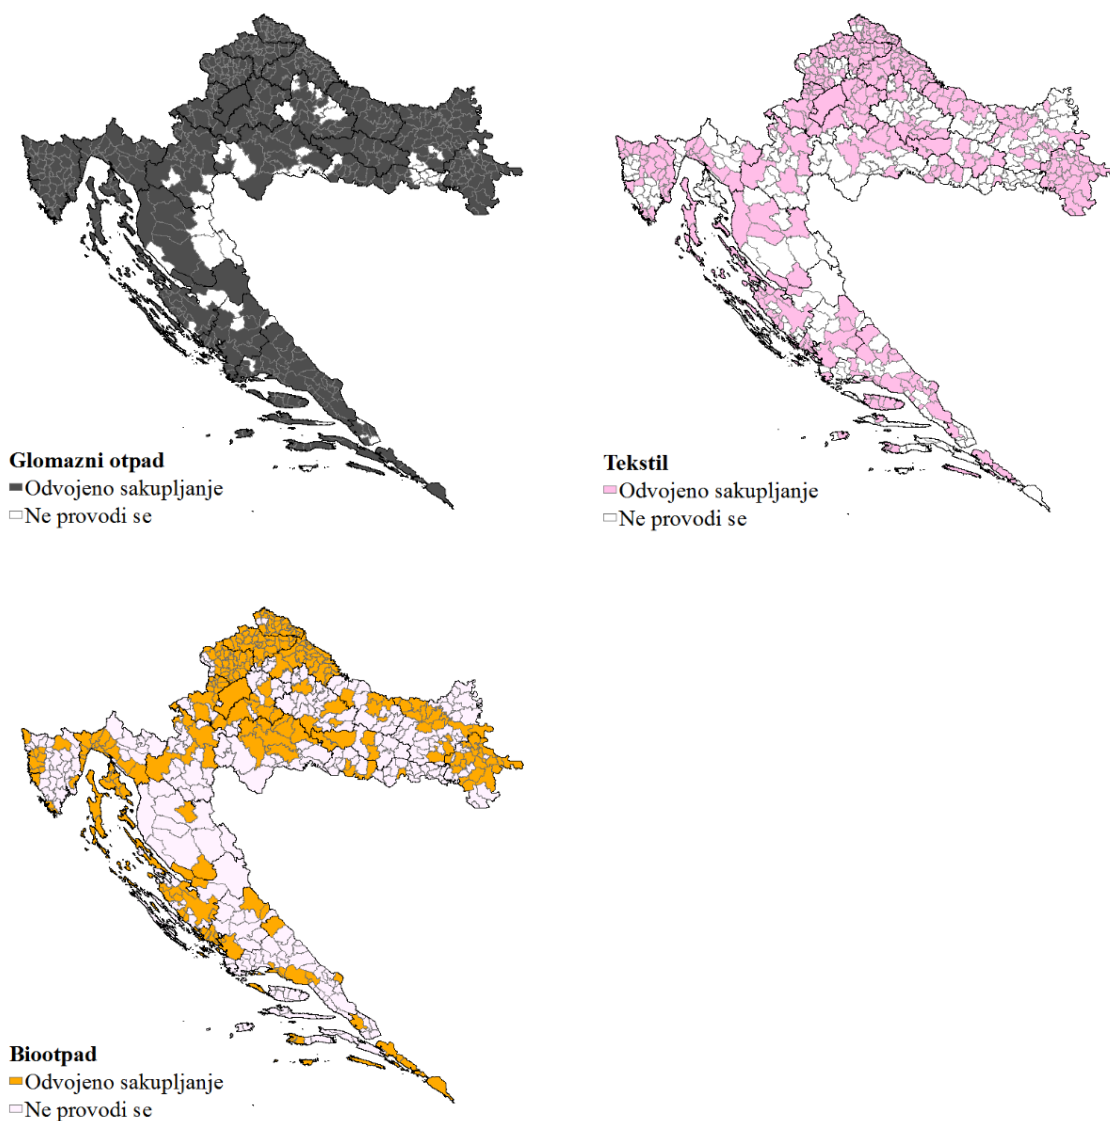 Glomazni otpad
Odvojeno sakupljanje
Ne provodi se
Tekstil
Odvojeno sakupljanje
Ne provodi se
Biootpad
Odvojeno sakupljanje
Ne provodi se